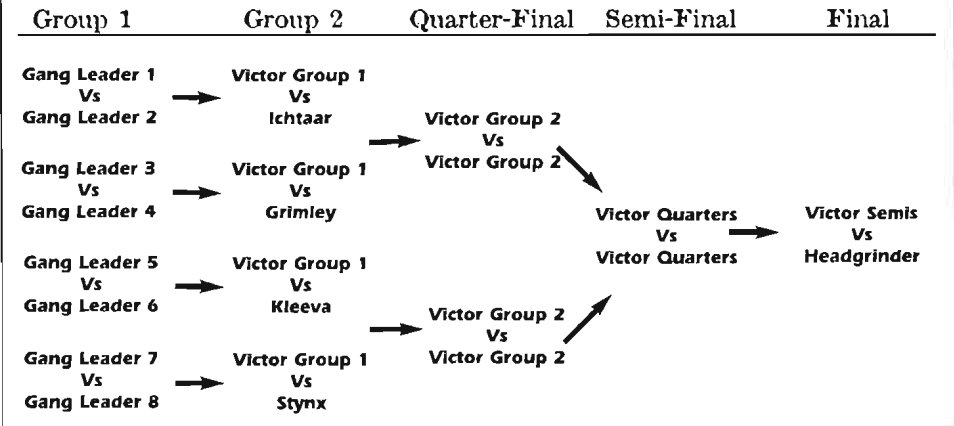 Group 1 Group 2 Quarter-Final Semi-Final Final
Gang Leader 1
Vs
Gang Leader 2
Victor Group 1
Vs
Ichtaar
Gang Leader 3
Vs
Gang Leader 4
Victor Group 1
Vs
Grimley
Gang Leader 5
Vs
Gang Leader 6
Victor Group 1
Vs
Kleeva
Gang Leader 7
Vs
Gang Leader 8
Victor Group 1
Vs
Stynx
Victor Group 2
Vs
Victor Group 2
Victor Group 2
Vs
Victor Group 2
Victor Quarters
Vs
Victor Quarters
Victor Semis
Vs
Headgrinder